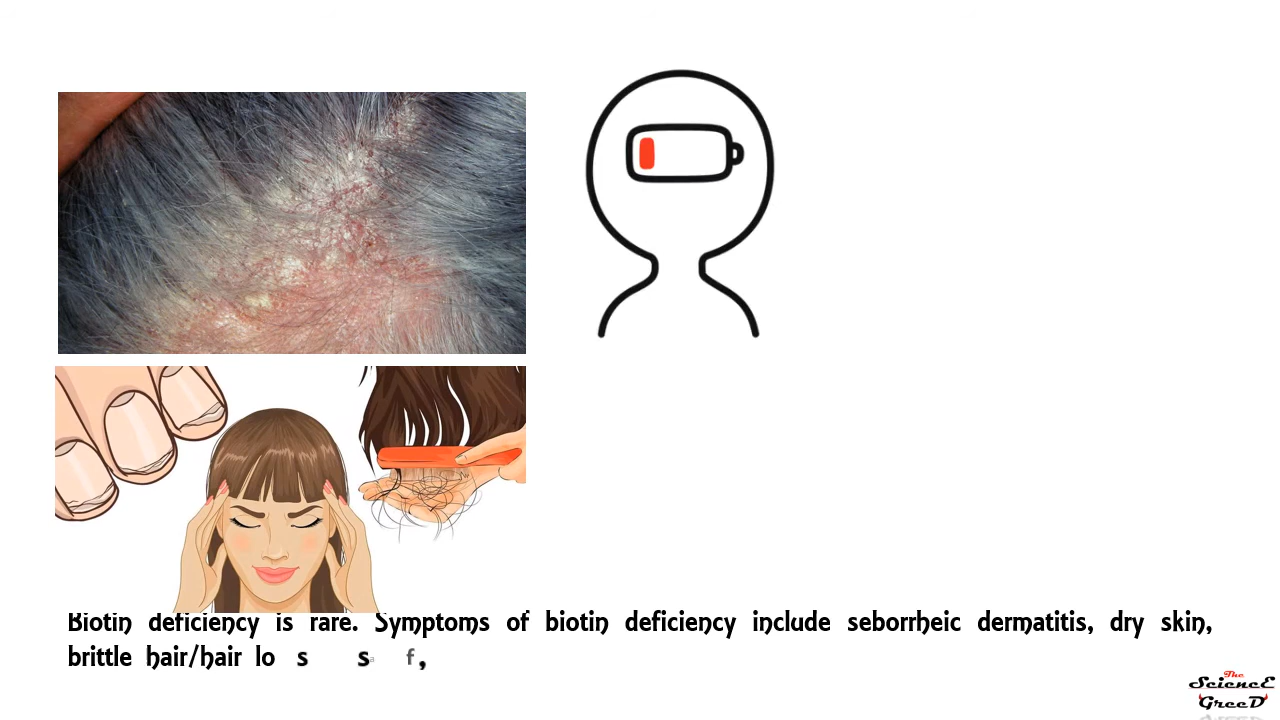 Biotin deficiency is rare. Symptoms of biotin deficiency include seborrheic dermatitis, dry skin,
brittle hair/hair
The
SciencE
GreeD